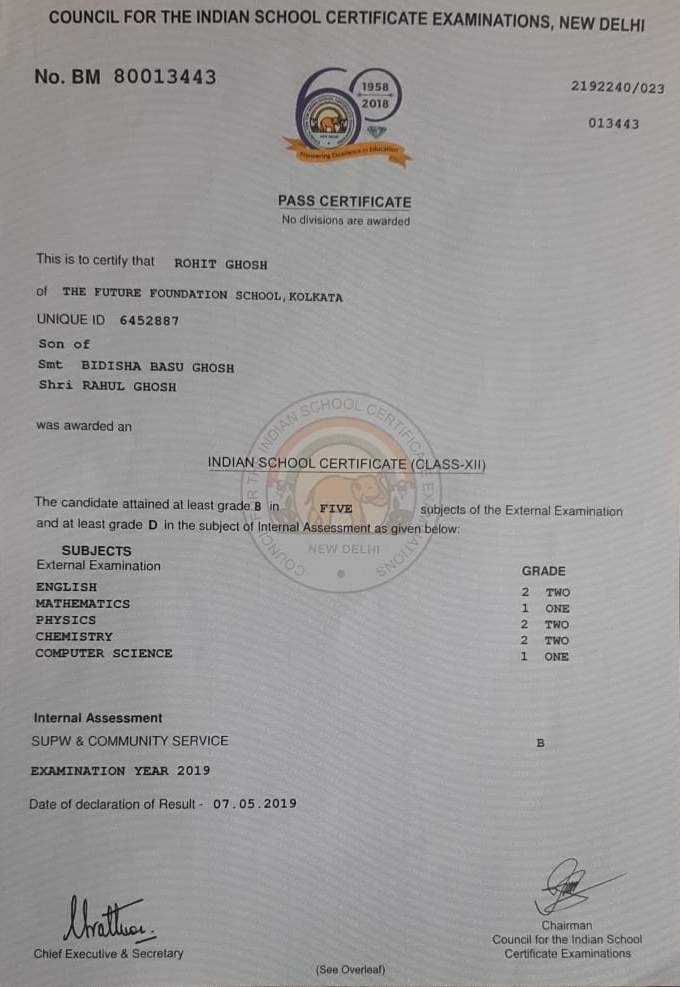 COUNCIL FOR THE INDIAN SCHOOL CERTIFICATE EXAMINATIONS, NEW DELHI
No. BM 80013443
2192240/023
013443
60
1958
2018
NEW DELHI
Pioneering Excellence in Education
PASS CERTIFICATE
No divisions are awarded
This is to certify that ROHIT GHOSH
of THE FUTURE FOUNDATION SCHOOL, KOLKATA
UNIQUE ID 6452887
Son of
Smt BIDISHA BASU GHOSH
Shri RAHUL GHOSH
was awarded an
INDIAN SCHOOL CERTIFICATE (CLASS-XII)
COUNCIL FOR THE INDIAN SCHOOL CERTIFICATE EXAMINATIONS
NEW DELHI
The candidate attained at least grade 8 in FIVE subjects of the External Examination
and at least grade D in the subject of Internal Assessment as given below:
SUBJECTS
External Examination GRADE
ENGLISH 2 TWO
MATHEMATICS 1 ONE
PHYSICS 2 TWO
CHEMISTRY 2 TWO
COMPUTER SCIENCE 1 ONE
Internal Assessment
SUPW & COMMUNITY SERVICE B
EXAMINATION YEAR 2019
Date of declaration of Result - 07.05.2019
Chief Executive & Secretary
Chairman
Council for the Indian School
Certificate Examinations
(See Overleaf)